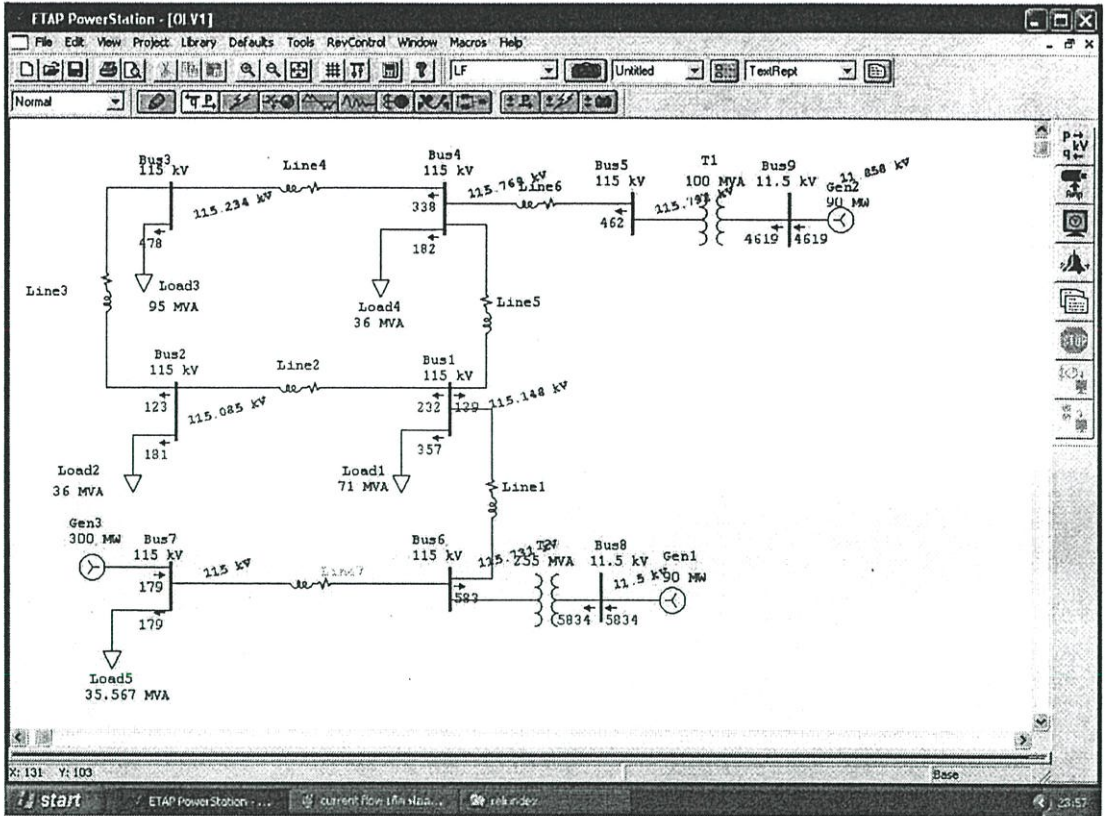 ETAP PowerStation - [OLV1]
File Edit View Project Library Defaults Tools RevControl Window Macros Help
LF Untitled TextRept
Normal
Bus3
115 kV
115.234 kV
Line4
Bus4
115 kV
115.768 kV
Line6
Bus5
115 kV
T1
100 MVA
Bus9
11.5 kV
11.858 kV
Gen2
90 MW
338
462
4619
4619
478
182
Load3
95 MVA
Line3
Load4
36 MVA
Line5
Bus2
115 kV
Line2
Bus1
115 kV
115.148 kV
123
115.085 kV
232
139
181
357
Load2
36 MVA
Load1
71 MVA
Line1
Gen3
300 MW
Bus7
115 kV
115 kV
Line7
Bus6
115 kV
255 MVA
Bus8
11.5 kV
11.5 kV
Gen1
90 MW
179
583
179
5834
5834
Load5
35.567 MVA
P kV
q
Amp
STOP
X: 131 Y: 103
Base
start
ETAP PowerStation - ...
23:57